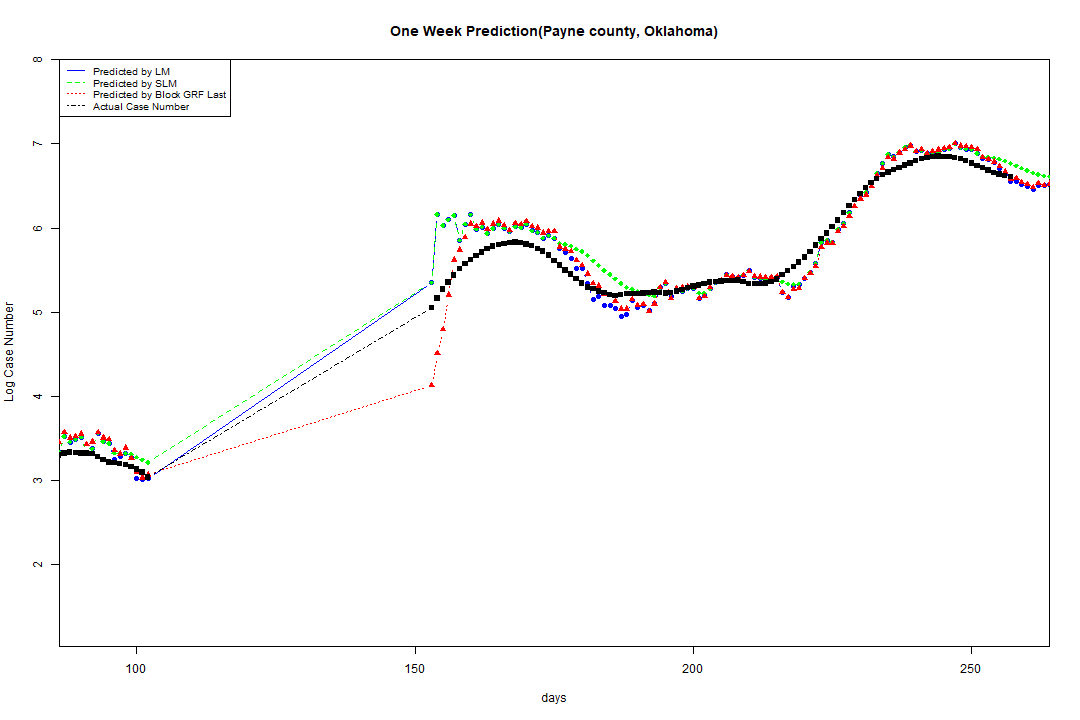 One Week Prediction(Payne county, Oklahoma)
Predicted by LM
Predicted by SLM
Predicted by Block GRF Last
Actual Case Number
8
7
6
5
4
3
2
Log Case Number
100 150 200 250
days